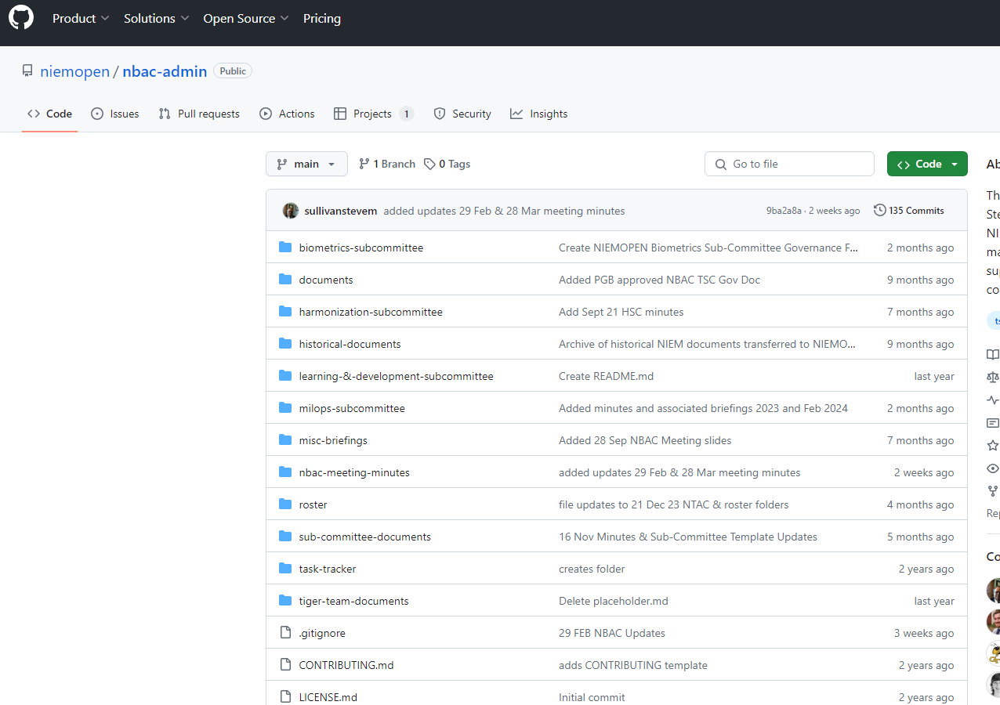 Product Solutions Open Source Pricing
niemopen / nbac-admin Public
Code Issues Pull requests Actions Projects 1 Security Insights
main 1 Branch 0 Tags Go to file Code
sullivanstevem added updates 29 Feb & 28 Mar meeting minutes 9ba2a8a · 2 weeks ago 135 Commits
biometrics-subcommittee Create NIEMOPEN Biometrics Sub-Committee Governance F... 2 months ago
documents Added PGB approved NBAC TSC Gov Doc 9 months ago
harmonization-subcommittee Add Sept 21 HSC minutes 7 months ago
historical-documents Archive of historical NIEM documents transferred to NIEMO... 9 months ago
learning-&-development-subcommittee Create README.md last year
milops-subcommittee Added minutes and associated briefings 2023 and Feb 2024 2 months ago
misc-briefings Added 28 Sep NBAC Meeting slides 7 months ago
nbac-meeting-minutes added updates 29 Feb & 28 Mar meeting minutes 2 weeks ago
roster file updates to 21 Dec 23 NTAC & roster folders 4 months ago
sub-committee-documents 16 Nov Minutes & Sub-Committee Template Updates 5 months ago
task-tracker creates folder 2 years ago
tiger-team-documents Delete placeholder.md last year
.gitignore 29 FEB NBAC Updates 3 weeks ago
CONTRIBUTING.md adds CONTRIBUTING template 2 years ago
LICENSE.md Initial commit 2 years ago